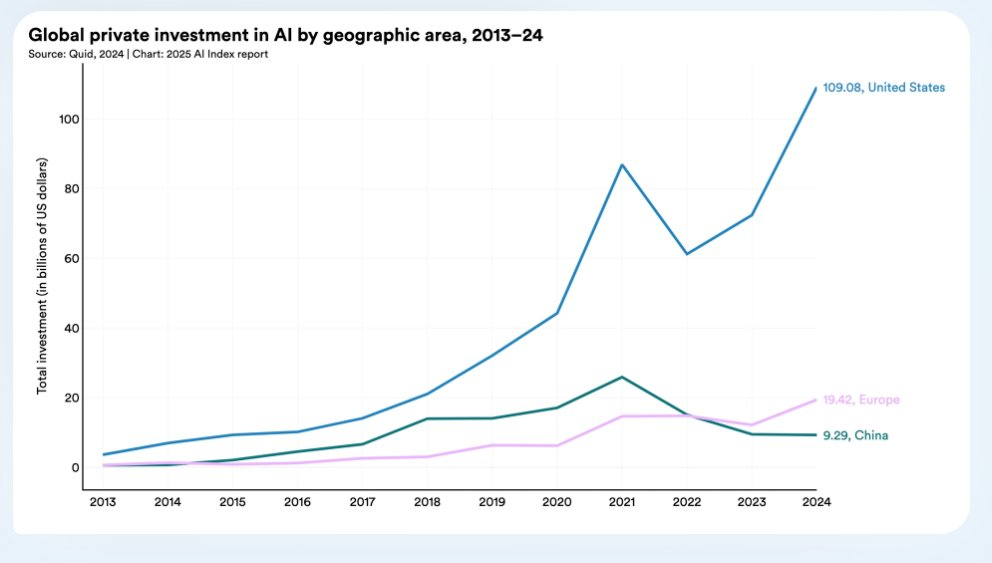 Global private investment in AI by geographic area, 2013–24
Source: Quid, 2024 | Chart: 2025 AI Index report
Total investment (in billions of US dollars)
100
80
60
40
20
0
109.08, United States
19.42, Europe
9.29, China
2013 2014 2015 2016 2017 2018 2019 2020 2021 2022 2023 2024